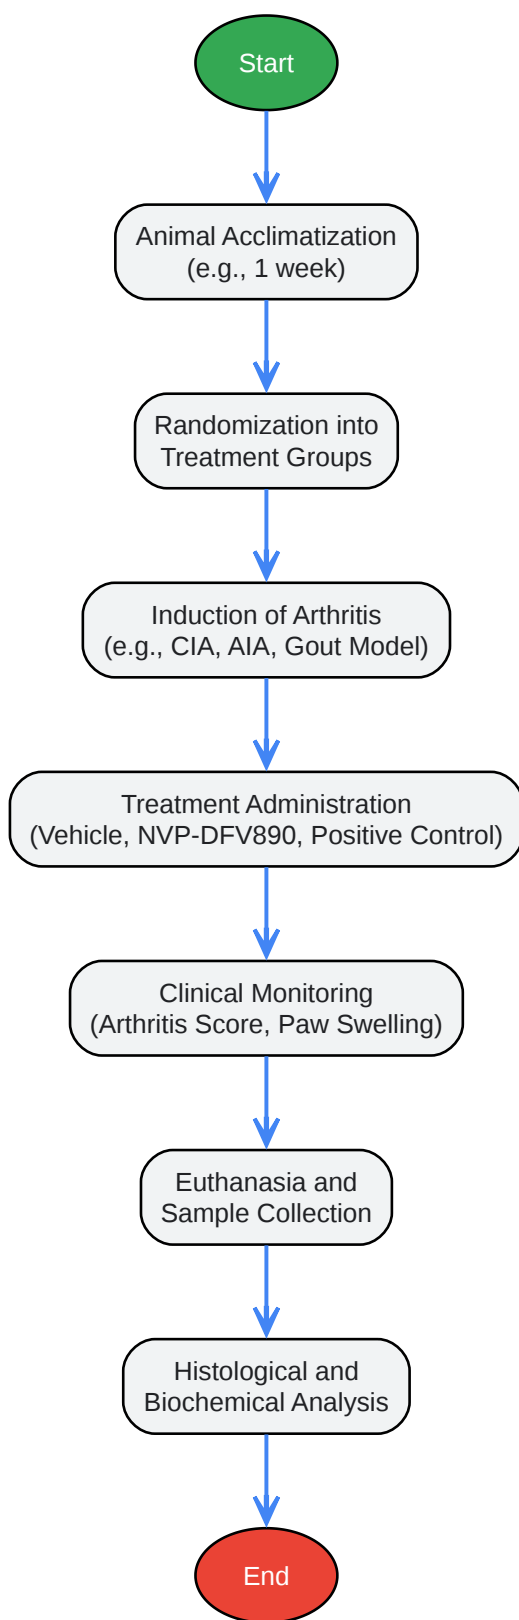 Start
Animal Acclimatization
(e.g., 1 week)
Randomization into
Treatment Groups
Induction of Arthritis
(e.g., CIA, AIA, Gout Model)
Treatment Administration
(Vehicle, NVP-DFV890, Positive Control)
Clinical Monitoring
(Arthritis Score, Paw Swelling)
Euthanasia and
Sample Collection
Histological and
Biochemical Analysis
End